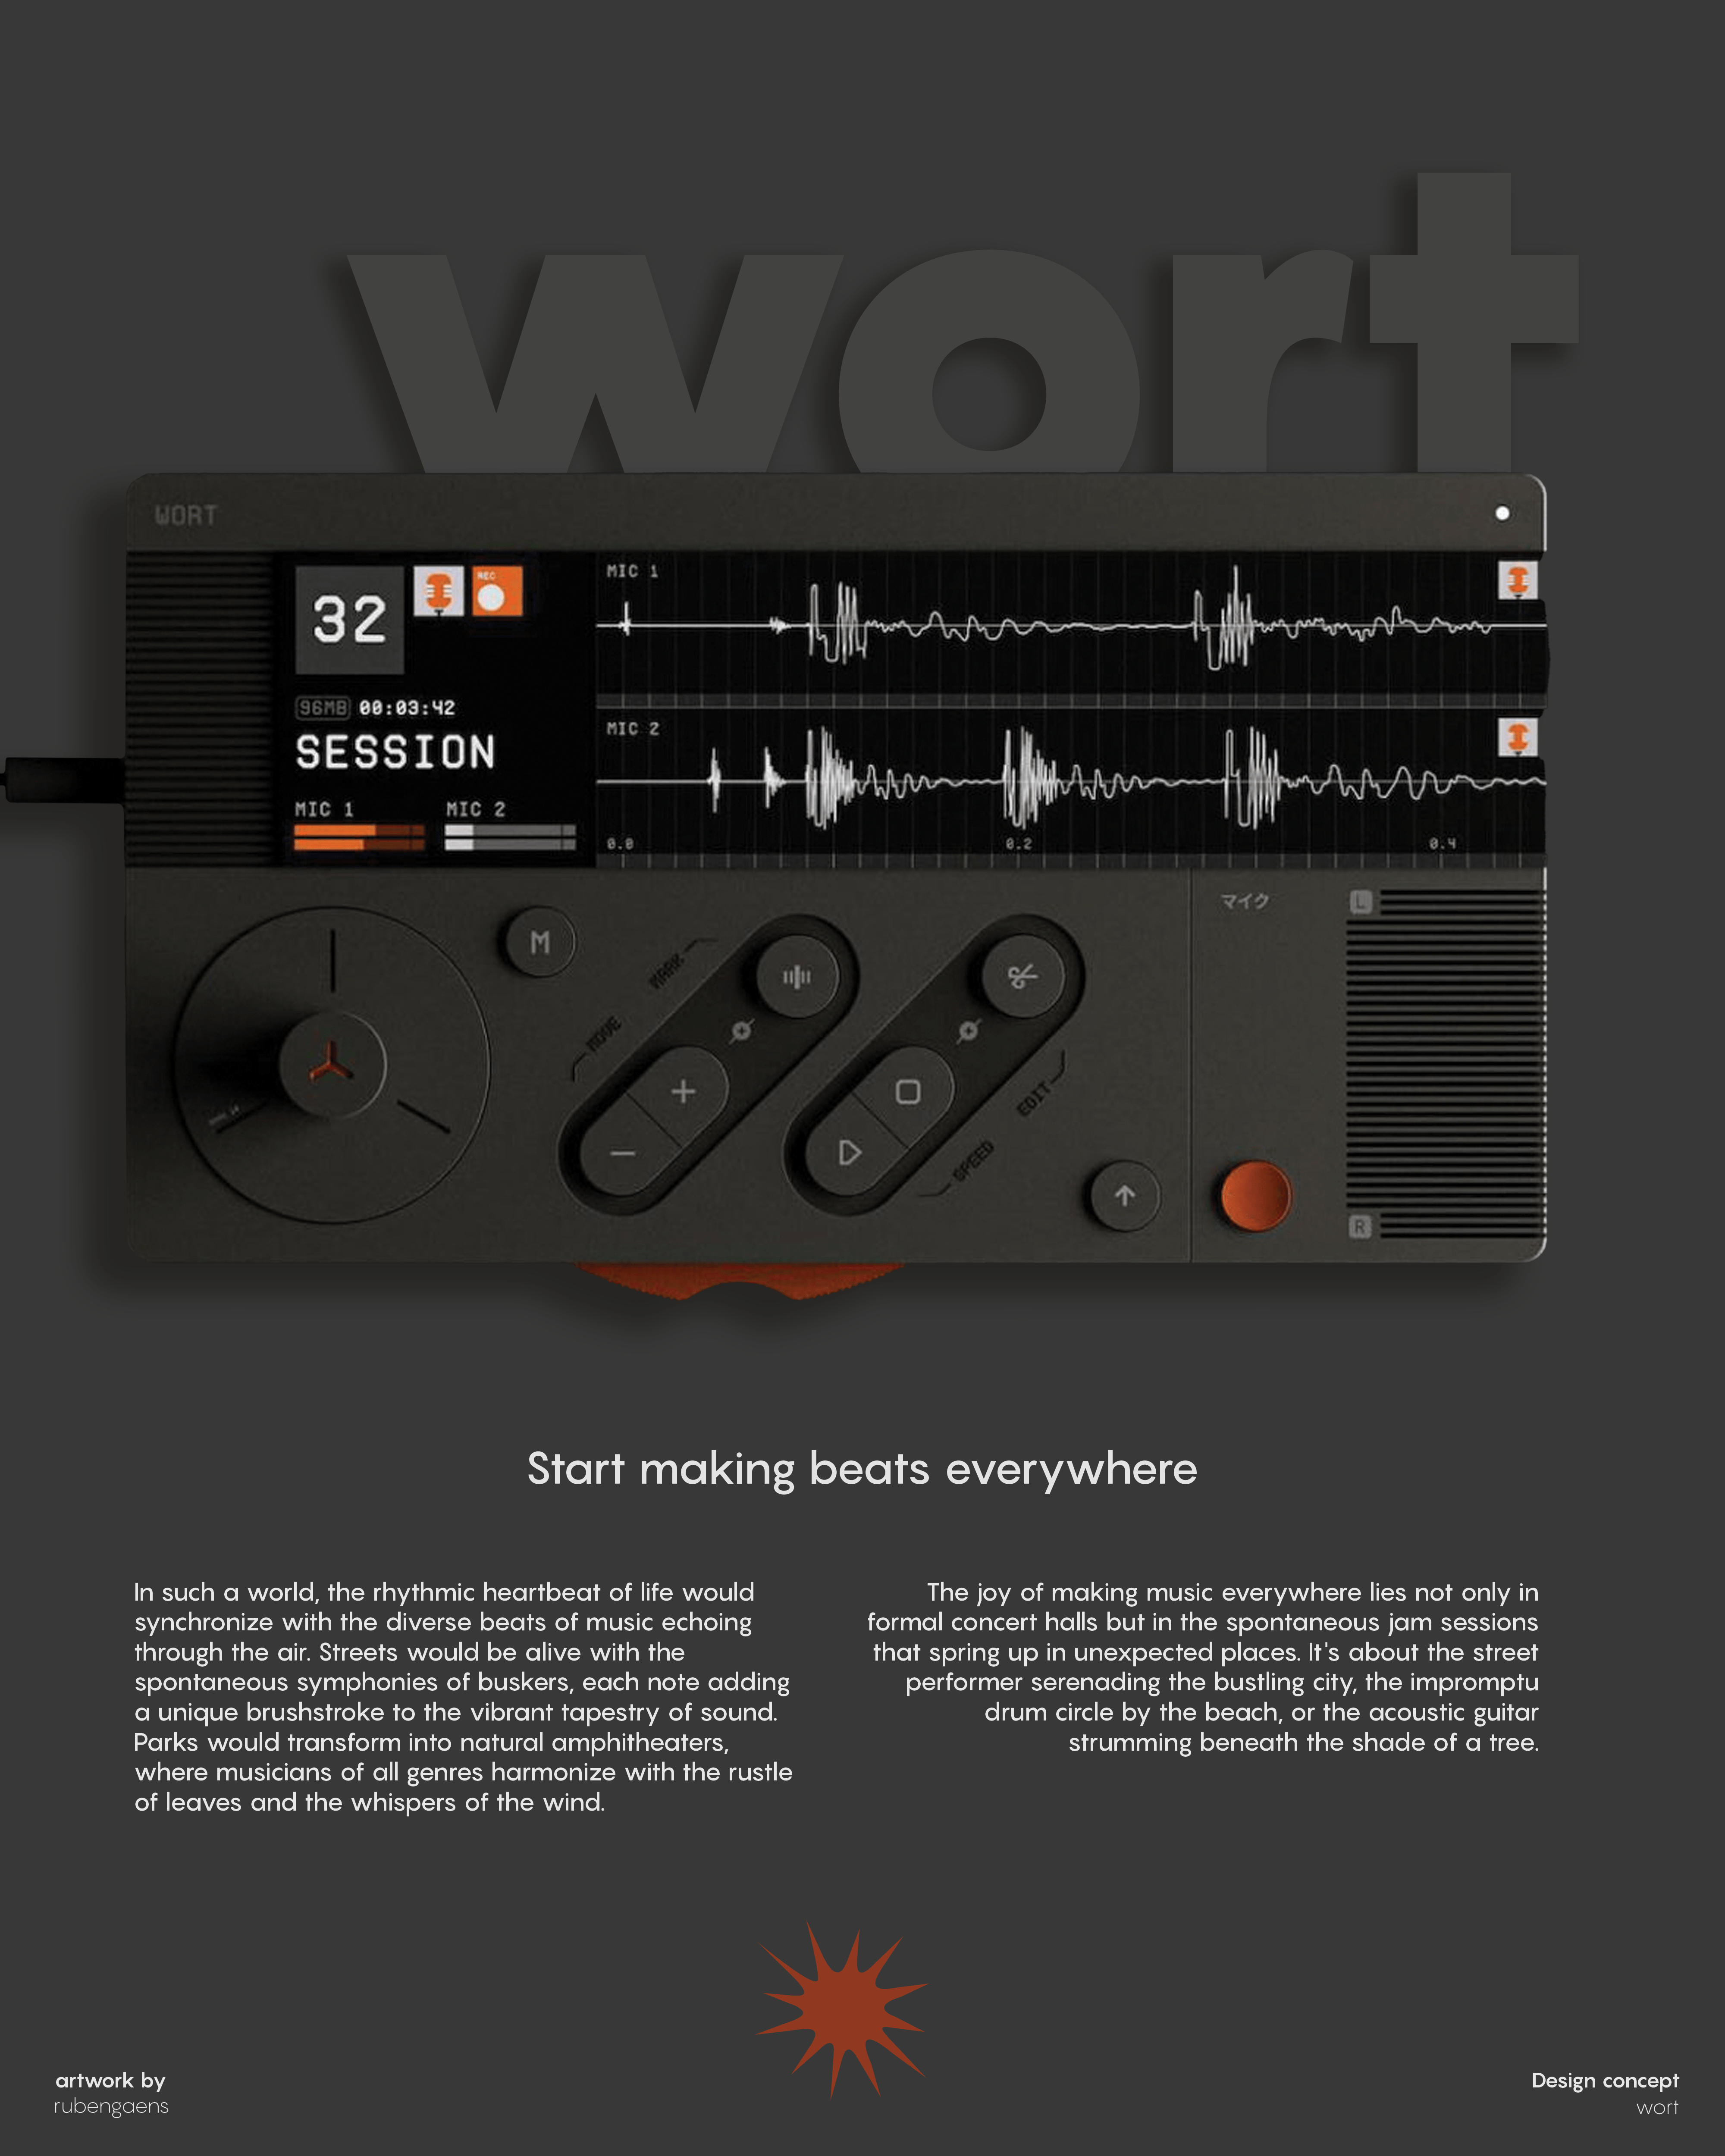 wort
WORT
32
REC
96MB 00:03:42
SESSION
MIC 1
MIC 2
MIC 1
MIC 2
0.0
0.2
0.4
M
MARK
MODE
EDIT
SPEED
マイク
L
R
Start making beats everywhere
In such a world, the rhythmic heartbeat of life would
synchronize with the diverse beats of music echoing
through the air. Streets would be alive with the
spontaneous symphonies of buskers, each note adding
a unique brushstroke to the vibrant tapestry of sound.
Parks would transform into natural amphitheaters,
where musicians of all genres harmonize with the rustle
of leaves and the whispers of the wind.
The joy of making music everywhere lies not only in
formal concert halls but in the spontaneous jam sessions
that spring up in unexpected places. It's about the street
performer serenading the bustling city, the impromptu
drum circle by the beach, or the acoustic guitar
strumming beneath the shade of a tree.
artwork by
rubengaens
Design concept
wort